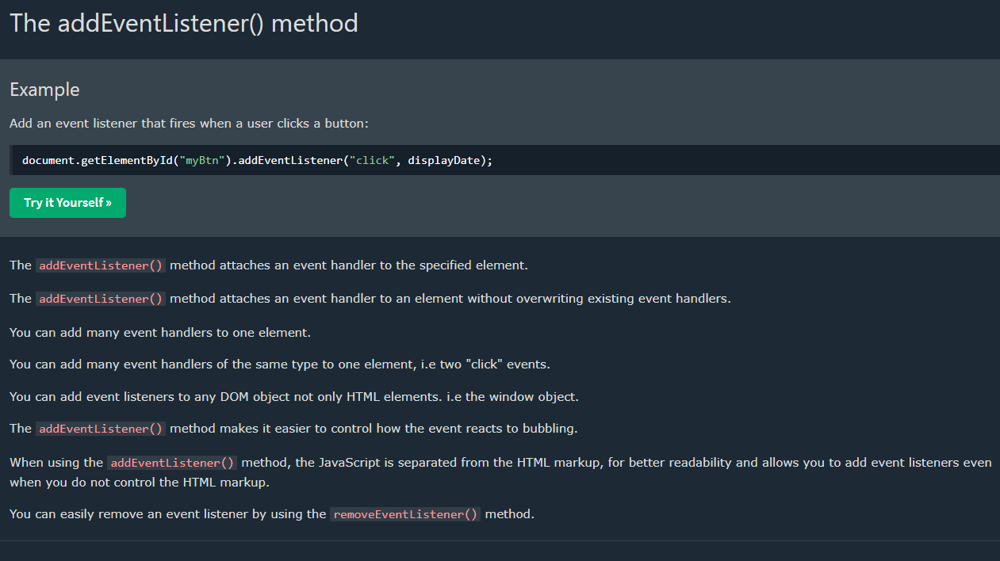 The addEventListener() method
Example
Add an event listener that fires when a user clicks a button:
document.getElementById("myBtn").addEventListener("click", displayDate);
Try it Yourself »
The addEventListener() method attaches an event handler to the specified element.
The addEventListener() method attaches an event handler to an element without overwriting existing event handlers.
You can add many event handlers to one element.
You can add many event handlers of the same type to one element, i.e two "click" events.
You can add event listeners to any DOM object not only HTML elements. i.e the window object.
The addEventListener() method makes it easier to control how the event reacts to bubbling.
When using the addEventListener() method, the JavaScript is separated from the HTML markup, for better readability and allows you to add event listeners even
when you do not control the HTML markup.
You can easily remove an event listener by using the removeEventListener() method.